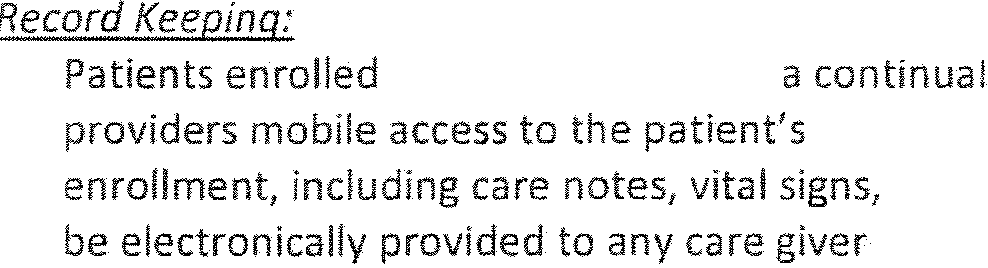 Record Keeping:
Patients enrolled a continual
providers mobile access to the patient's
enrollment, including care notes, vital signs,
be electronically provided to any care giver